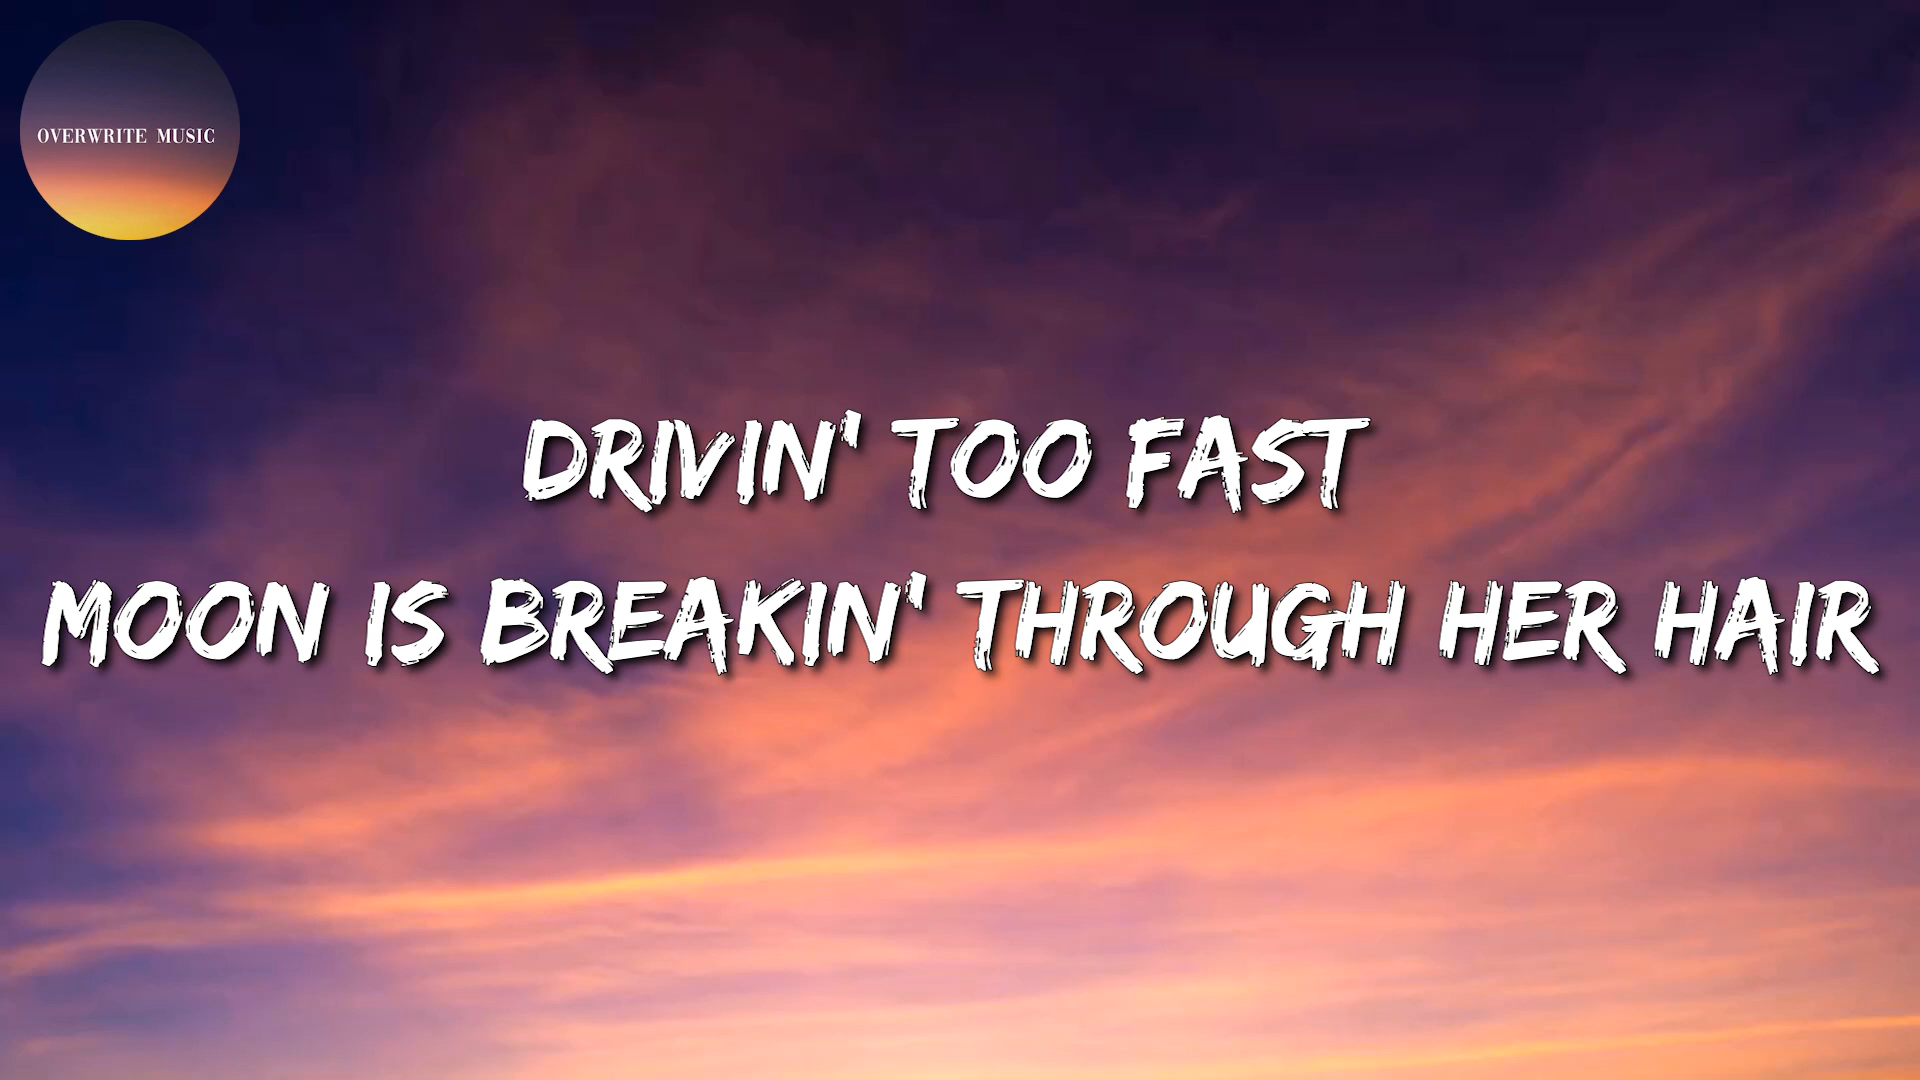 OVERWRITE MUSIC
DRIVIN' TOO FAST
MOON IS BREAKIN' THROUGH HER HAIR